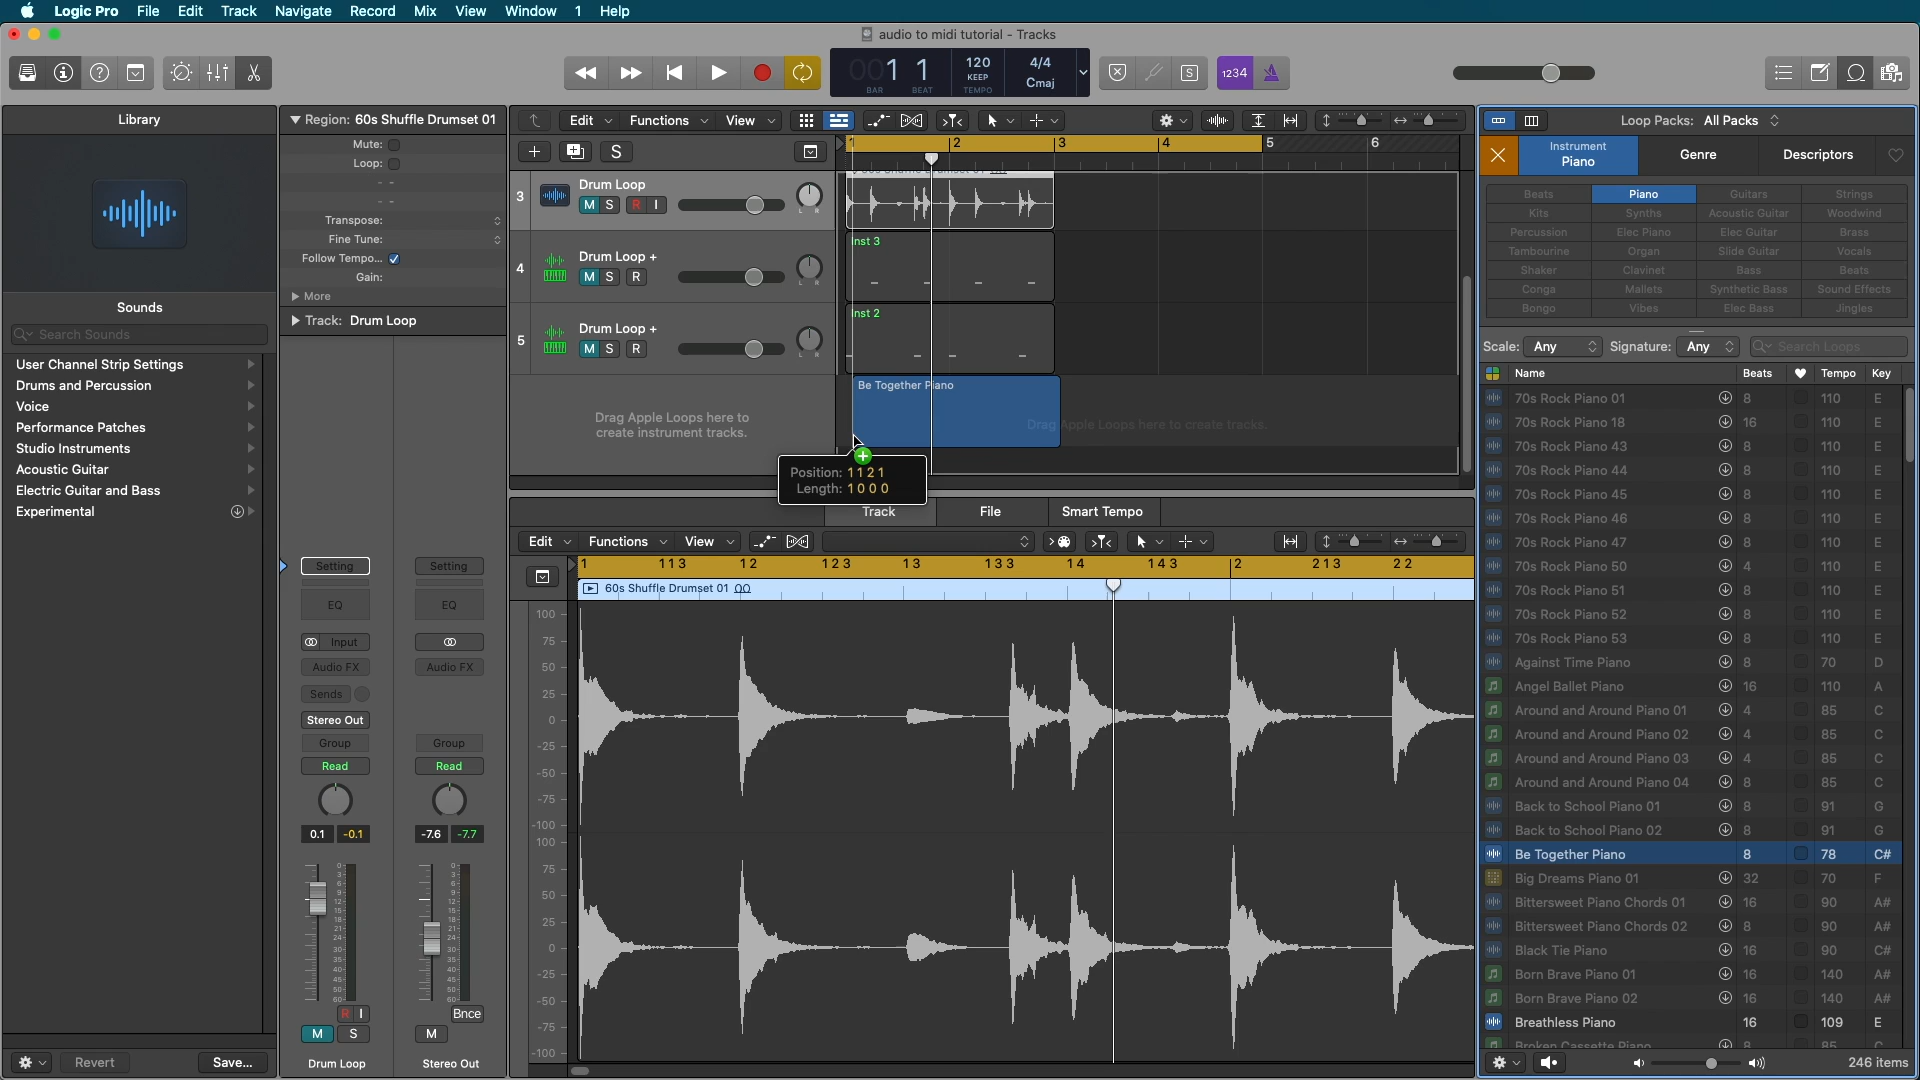 Logic Pro File Edit Track Navigate Record Mix View Window 1 Help
audio to midi tutorial - Tracks
001 1
BAR BEAT
120
KEEP
TEMPO
4/4
Cmaj
S
1234
Library
Sounds
Search Sounds
User Channel Strip Settings
Drums and Percussion
Voice
Performance Patches
Studio Instruments
Acoustic Guitar
Electric Guitar and Bass
Experimental
Revert
Save...
Region: 60s Shuffle Drumset 01
Mute:
Loop:
Transpose:
Fine Tune:
Follow Tempo...
Gain:
More
Track: Drum Loop
Setting Setting
EQ EQ
Input
Audio FX Audio FX
Sends
Stereo Out
Group Group
Read Read
0.1 -0.1 -7.6 -7.7
R I Bnce
M S M
Drum Loop Stereo Out
Edit Functions View
S
1 2 3 4 5 6
3 Drum Loop
M S R I
4 Drum Loop +
M S R
5 Drum Loop +
M S R
Inst 3
Inst 2
Drag Apple Loops here to
create instrument tracks.
Be Together Piano
Drag Apple Loops here to create tracks.
Position: 1 1 2 1
Length: 1 0 0 0
Track File Smart Tempo
Edit Functions View
1 1 1 3 1 2 1 2 3 1 3 1 3 3 1 4 1 4 3 2 2 1 3 2 2
60s Shuffle Drumset 01
100
75
50
25
0
-25
-50
-75
-100
100
75
50
25
0
-25
-50
-75
-100
Loop Packs: All Packs
Instrument
Piano
Genre
Descriptors
Beats Piano Guitars Strings
Kits Synths Acoustic Guitar Woodwind
Percussion Elec Piano Elec Guitar Brass
Tambourine Organ Slide Guitar Vocals
Shaker Clavinet Bass Beats
Conga Mallets Synthetic Bass Sound Effects
Bongo Vibes Elec Bass Jingles
Scale: Any Signature: Any Search Loops
Name Beats Tempo Key
70s Rock Piano 01 8 110 E
70s Rock Piano 18 16 110 E
70s Rock Piano 43 8 110 E
70s Rock Piano 44 8 110 E
70s Rock Piano 45 8 110 E
70s Rock Piano 46 8 110 E
70s Rock Piano 47 8 110 E
70s Rock Piano 50 4 110 E
70s Rock Piano 51 8 110 E
70s Rock Piano 52 8 110 E
70s Rock Piano 53 8 110 E
Against Time Piano 8 70 D
Angel Ballet Piano 16 110 A
Around and Around Piano 01 4 85 C
Around and Around Piano 02 4 85 C
Around and Around Piano 03 4 85 C
Around and Around Piano 04 8 85 C
Back to School Piano 01 8 91 G
Back to School Piano 02 8 91 G
Be Together Piano 8 78 C#
Big Dreams Piano 01 32 70 F
Bittersweet Piano Chords 01 16 90 A#
Bittersweet Piano Chords 02 8 90 A#
Black Tie Piano 16 90 C#
Born Brave Piano 01 16 140 A#
Born Brave Piano 02 16 140 A#
Breathless Piano 16 109 E
Broken Cassette Piano 8 85 C
246 items